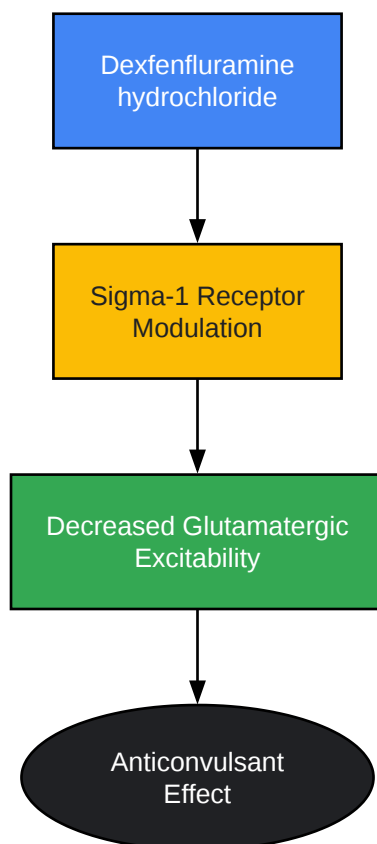 Dexfenfluramine
hydrochloride
Sigma-1 Receptor
Modulation
Decreased Glutamatergic
Excitability
Anticonvulsant
Effect